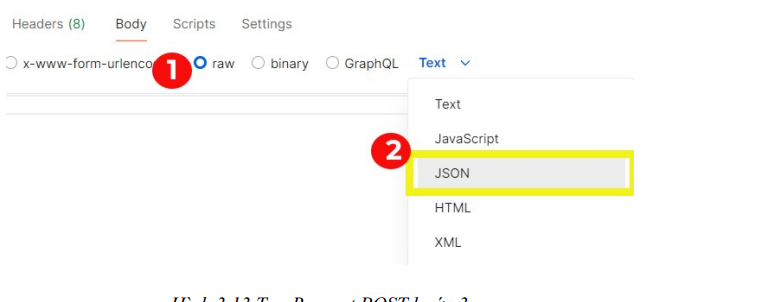 Headers (8) Body Scripts Settings
x-www-form-urlenco 1 raw binary GraphQL Text
Text
JavaScript
2
JSON
HTML
XML